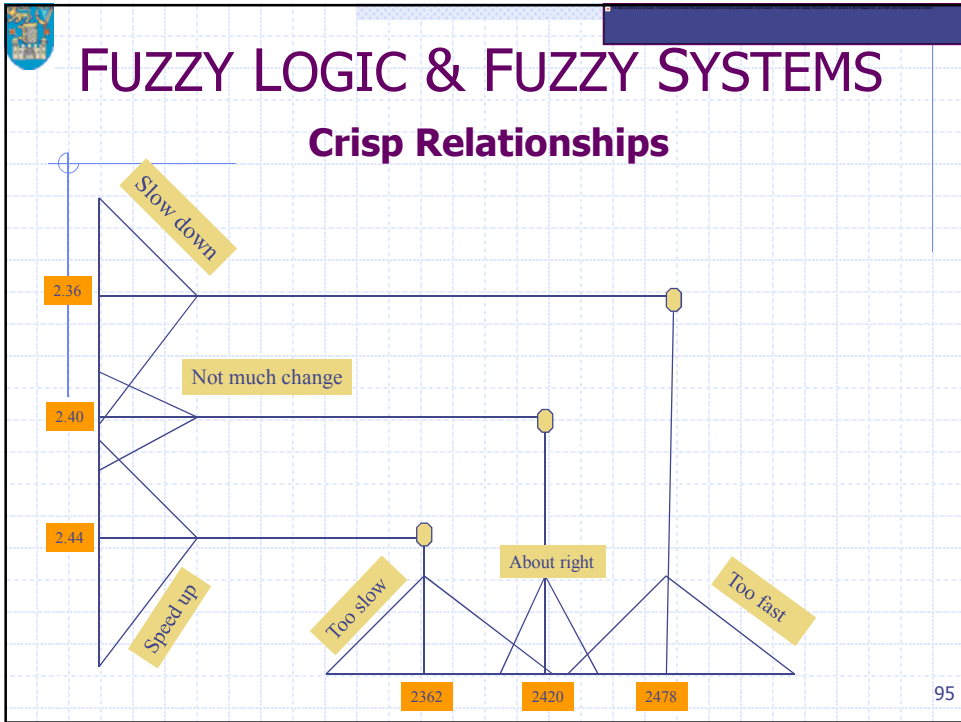 FUZZY LOGIC & FUZZY SYSTEMS
Crisp Relationships
Slow down
2.36
Not much change
2.40
2.44
Speed up
Too slow
About right
Too fast
2362
2420
2478
95